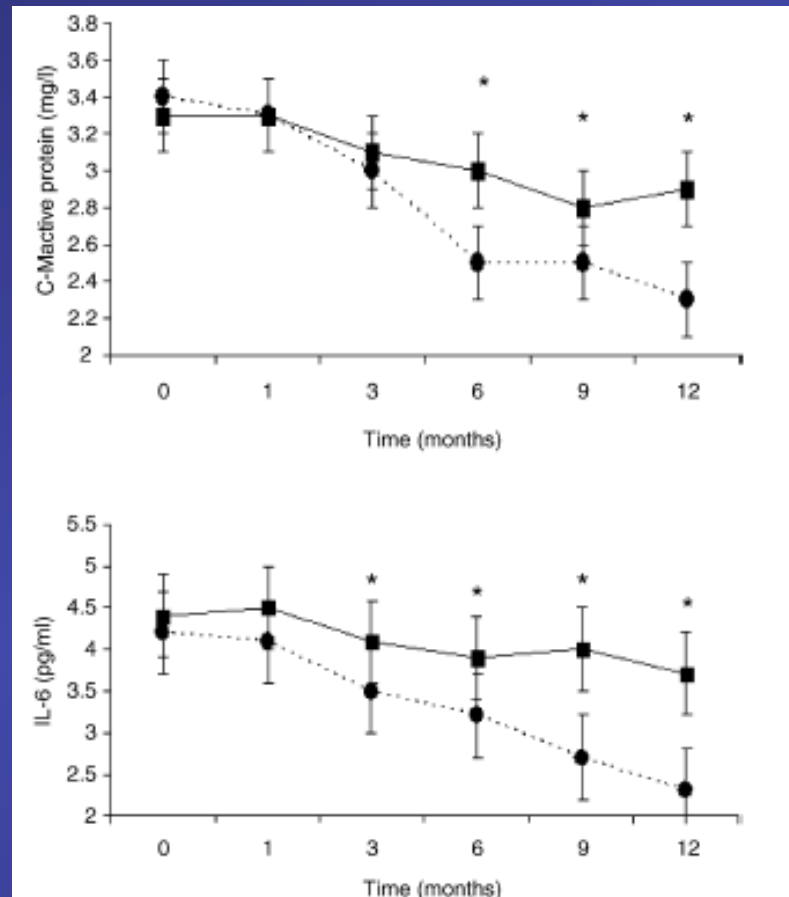 C-Mactive protein (mg/l)
3.8
3.6
3.4
3.2
3
2.8
2.6
2.4
2.2
2
* * *
0 1 3 6 9 12
Time (months)
IL-6 (pg/ml)
5.5
5
4.5
4
3.5
3
2.5
2
* * * *
0 1 3 6 9 12
Time (months)